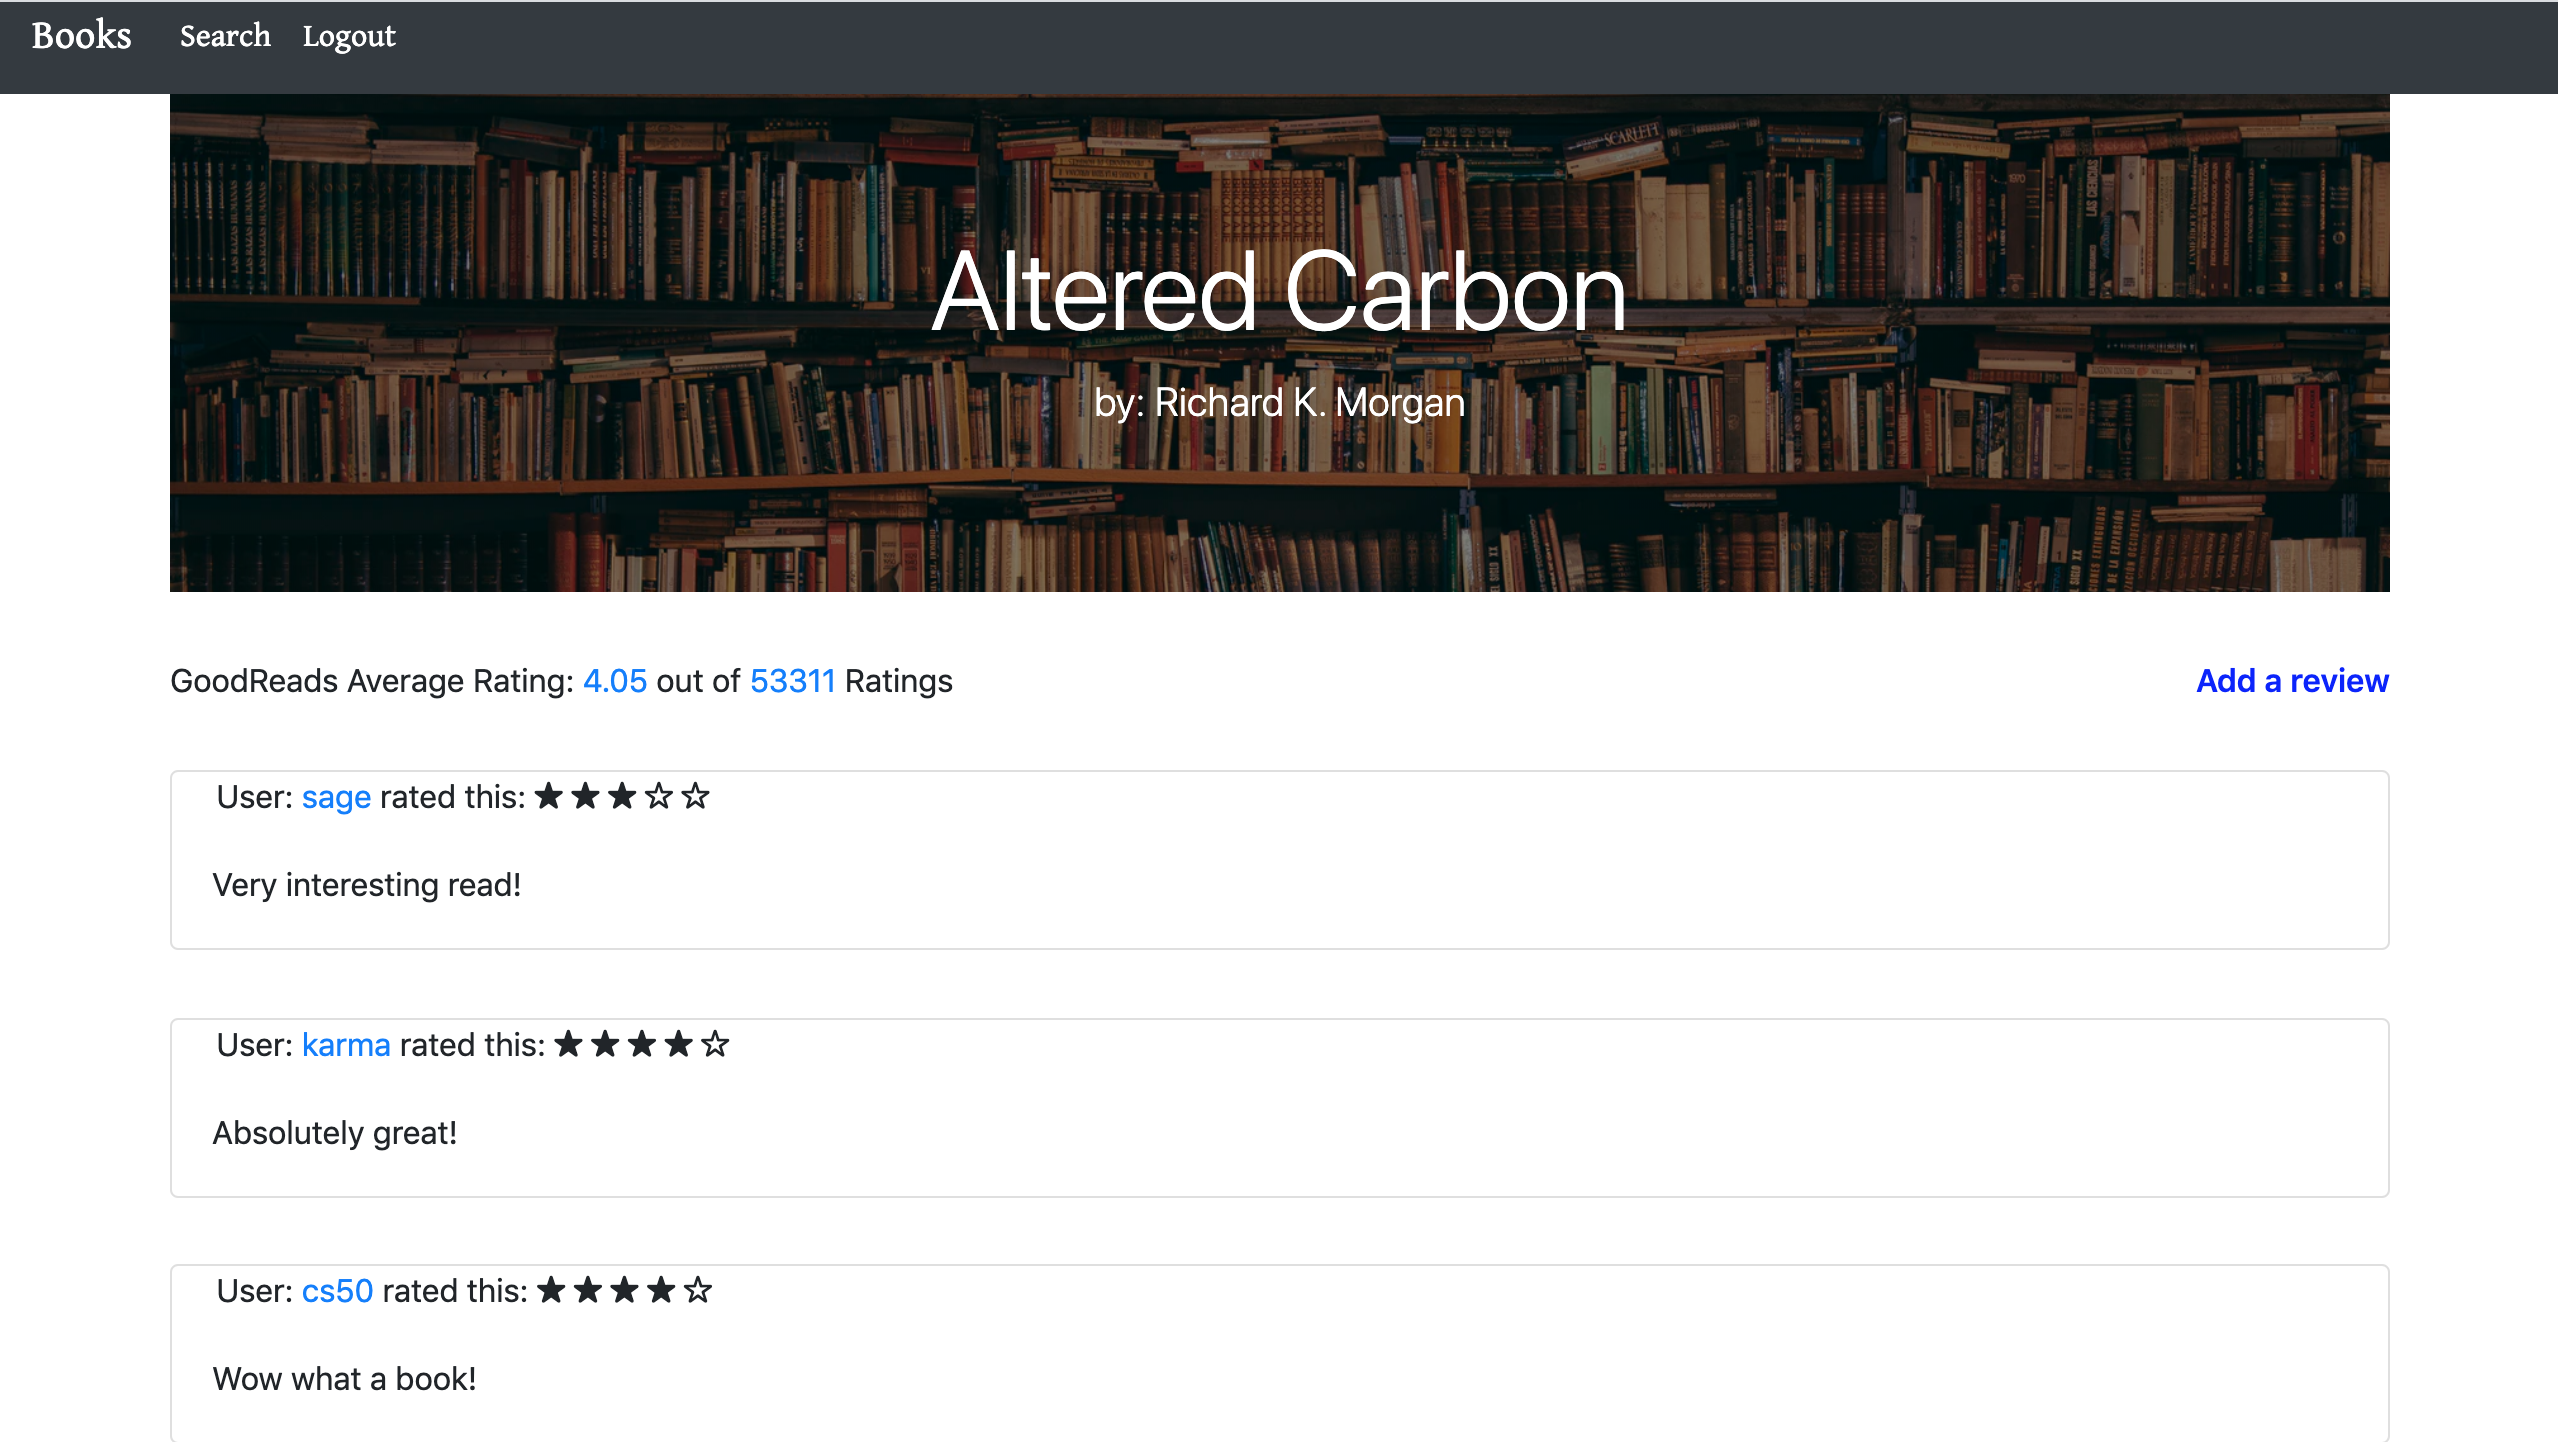 Books Search Logout
SCARLETT
Altered Carbon
by: Richard K. Morgan
GoodReads Average Rating: 4.05 out of 53311 Ratings
Add a review
User: sage rated this: ★ ★ ★ ☆ ☆
Very interesting read!
User: karma rated this: ★ ★ ★ ★ ☆
Absolutely great!
User: cs50 rated this: ★ ★ ★ ★ ☆
Wow what a book!